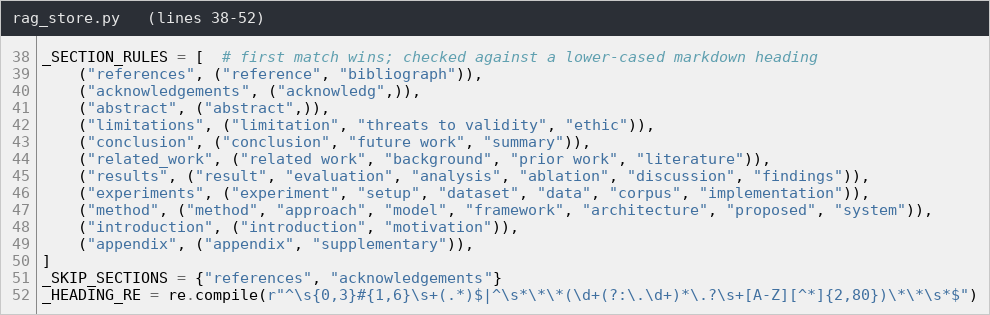 rag_store.py   (lines 38-52)
38 _SECTION_RULES = [  # first match wins; checked against a lower-cased markdown heading
39     ("references", ("reference", "bibliograph")),
40     ("acknowledgements", ("acknowledg",)),
41     ("abstract", ("abstract",)),
42     ("limitations", ("limitation", "threats to validity", "ethic")),
43     ("conclusion", ("conclusion", "future work", "summary")),
44     ("related_work", ("related work", "background", "prior work", "literature")),
45     ("results", ("result", "evaluation", "analysis", "ablation", "discussion", "findings")),
46     ("experiments", ("experiment", "setup", "dataset", "data", "corpus", "implementation")),
47     ("method", ("method", "approach", "model", "framework", "architecture", "proposed", "system")),
48     ("introduction", ("introduction", "motivation")),
49     ("appendix", ("appendix", "supplementary")),
50 ]
51 _SKIP_SECTIONS = {"references", "acknowledgements"}
52 _HEADING_RE = re.compile(r"^\s{0,3}#{1,6}\s+(.*)$|^\s*\*\*(\d+(?:\.\d+)*\.?\s+[A-Z][^*]{2,80})\*\*\s*$")